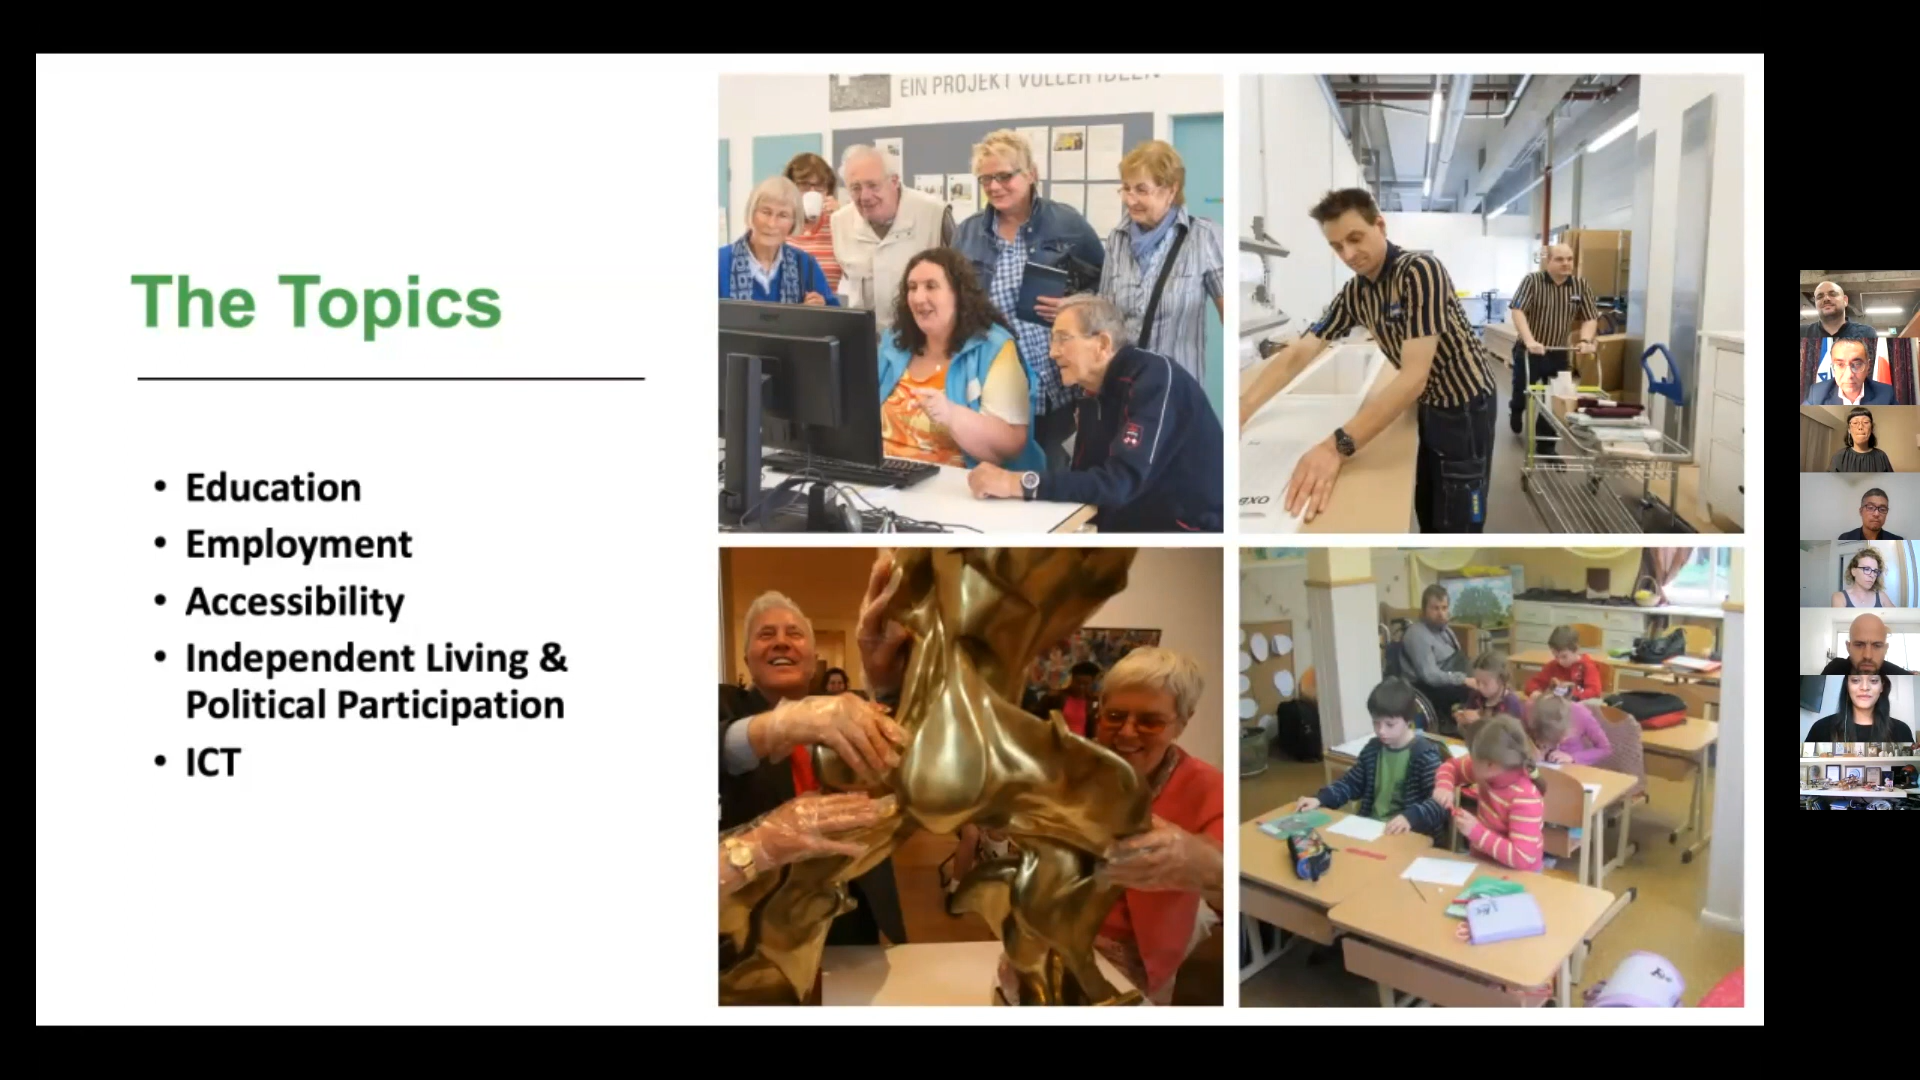 EIN PROJEKT VOLLER IDEEN
The Topics
• Education
• Employment
• Accessibility
• Independent Living &
Political Participation
• ICT